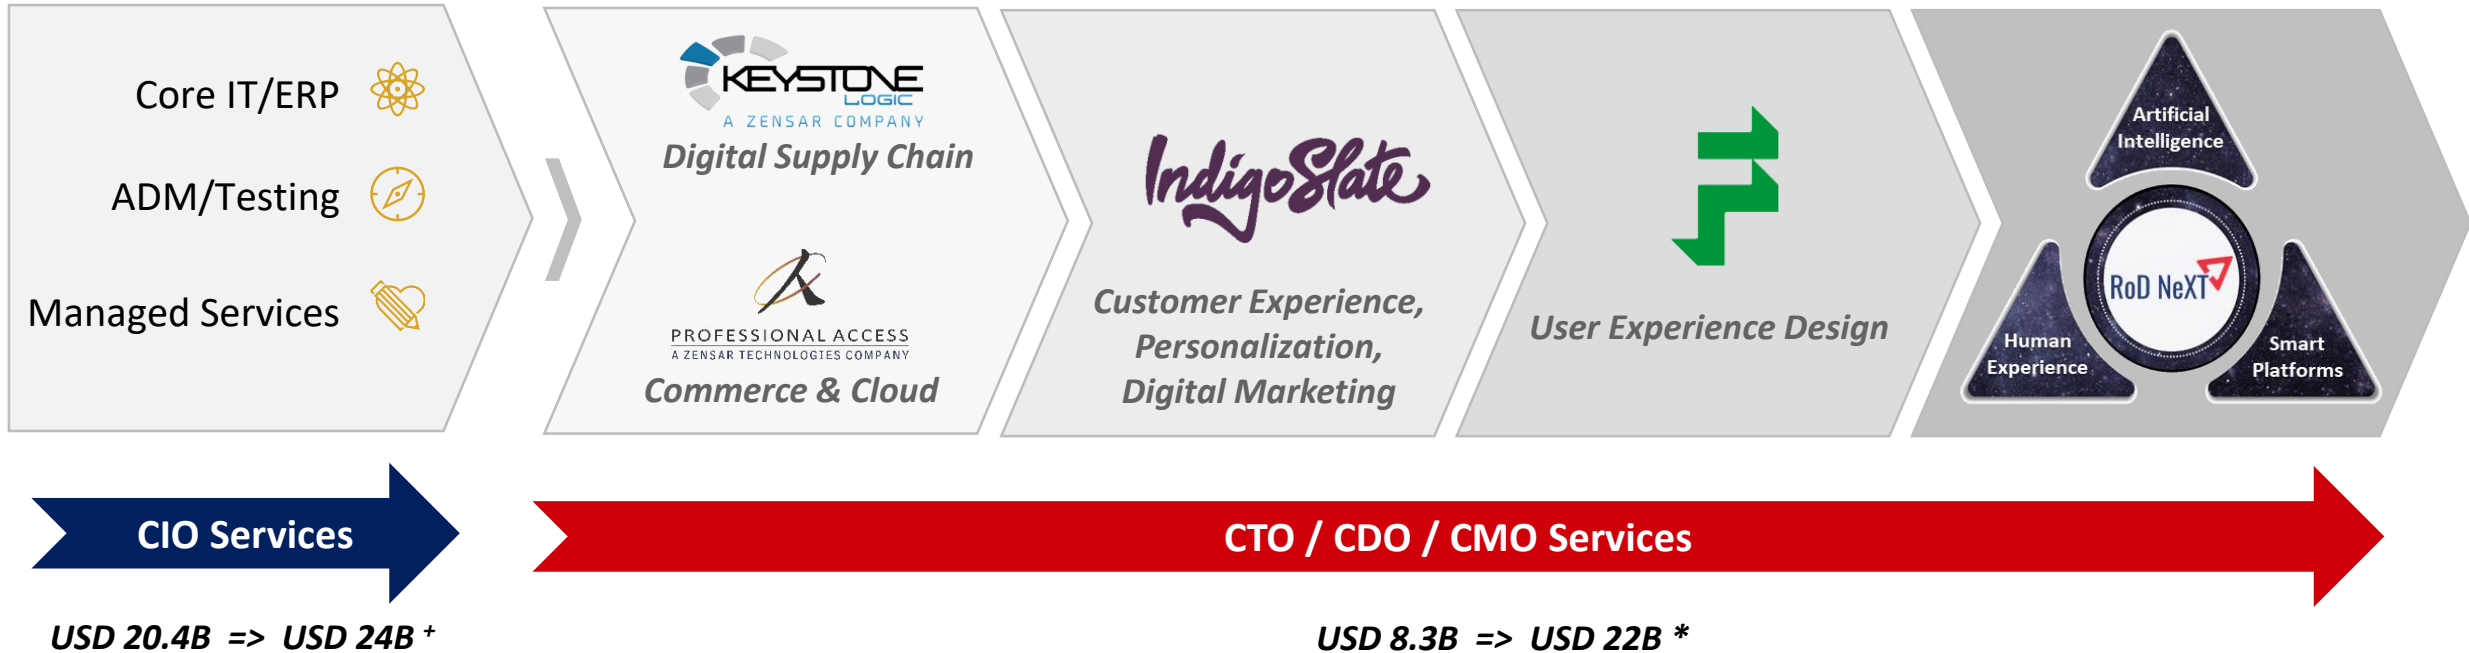 Core IT/ERP
ADM/Testing
Managed Services
KEYSTONE
LOGIC
A ZENSAR COMPANY
Digital Supply Chain
PROFESSIONAL ACCESS
A ZENSAR TECHNOLOGIES COMPANY
Commerce & Cloud
IndigoSlate
Customer Experience,
Personalization,
Digital Marketing
User Experience Design
Artificial
Intelligence
RoD NeXT
Human
Experience
Smart
Platforms
CIO Services
CTO / CDO / CMO Services
USD 20.4B => USD 24B +
USD 8.3B => USD 22B *